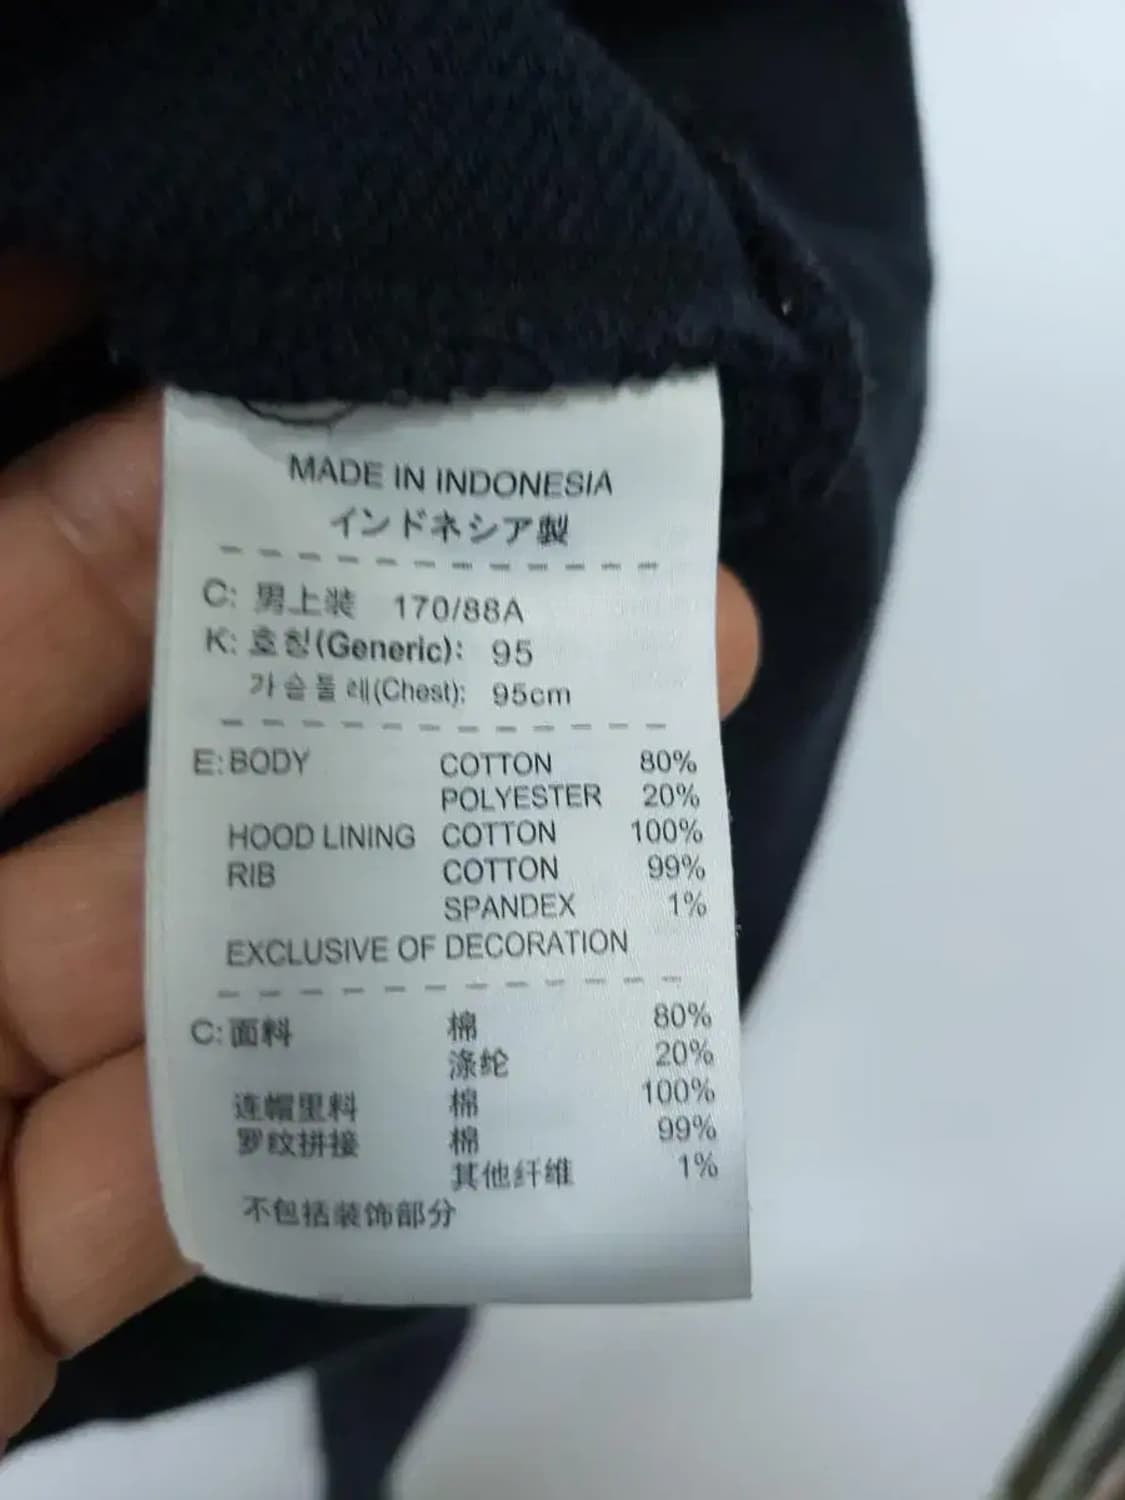 MADE IN INDONESIA
インドネシア製
C: 男上装 170/88A
K: 호칭(Generic): 95
가슴둘레(Chest): 95cm
E: BODY COTTON 80%
POLYESTER 20%
HOOD LINING COTTON 100%
RIB COTTON 99%
SPANDEX 1%
EXCLUSIVE OF DECORATION
C: 面料 棉 80%
涤纶 20%
连帽里料 棉 100%
罗纹拼接 棉 99%
其他纤维 1%
不包括装饰部分